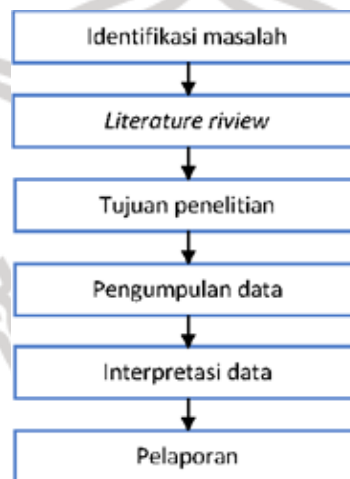 Identifikasi masalah
Literature riview
Tujuan penelitian
Pengumpulan data
Interpretasi data
Pelaporan